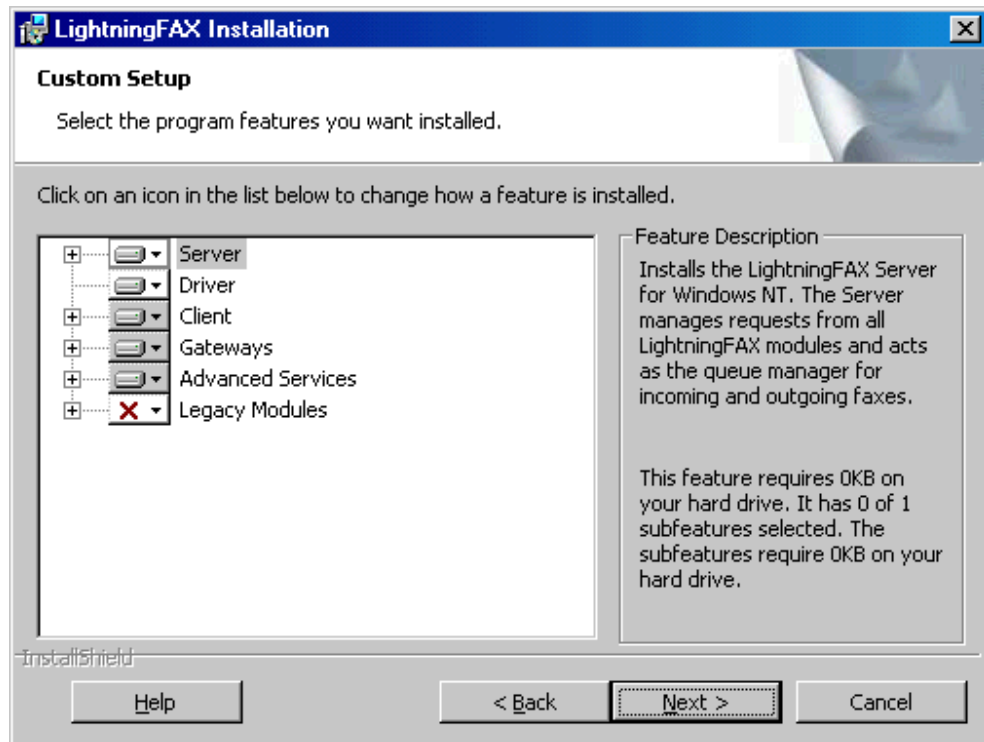 LightningFAX Installation
Custom Setup
Select the program features you want installed.
Click on an icon in the list below to change how a feature is installed.
Server
Driver
Client
Gateways
Advanced Services
Legacy Modules
Feature Description
Installs the LightningFAX Server
for Windows NT. The Server
manages requests from all
LightningFAX modules and acts
as the queue manager for
incoming and outgoing faxes.
This feature requires 0KB on
your hard drive. It has 0 of 1
subfeatures selected. The
subfeatures require 0KB on your
hard drive.
InstallShield
Help
< Back
Next >
Cancel